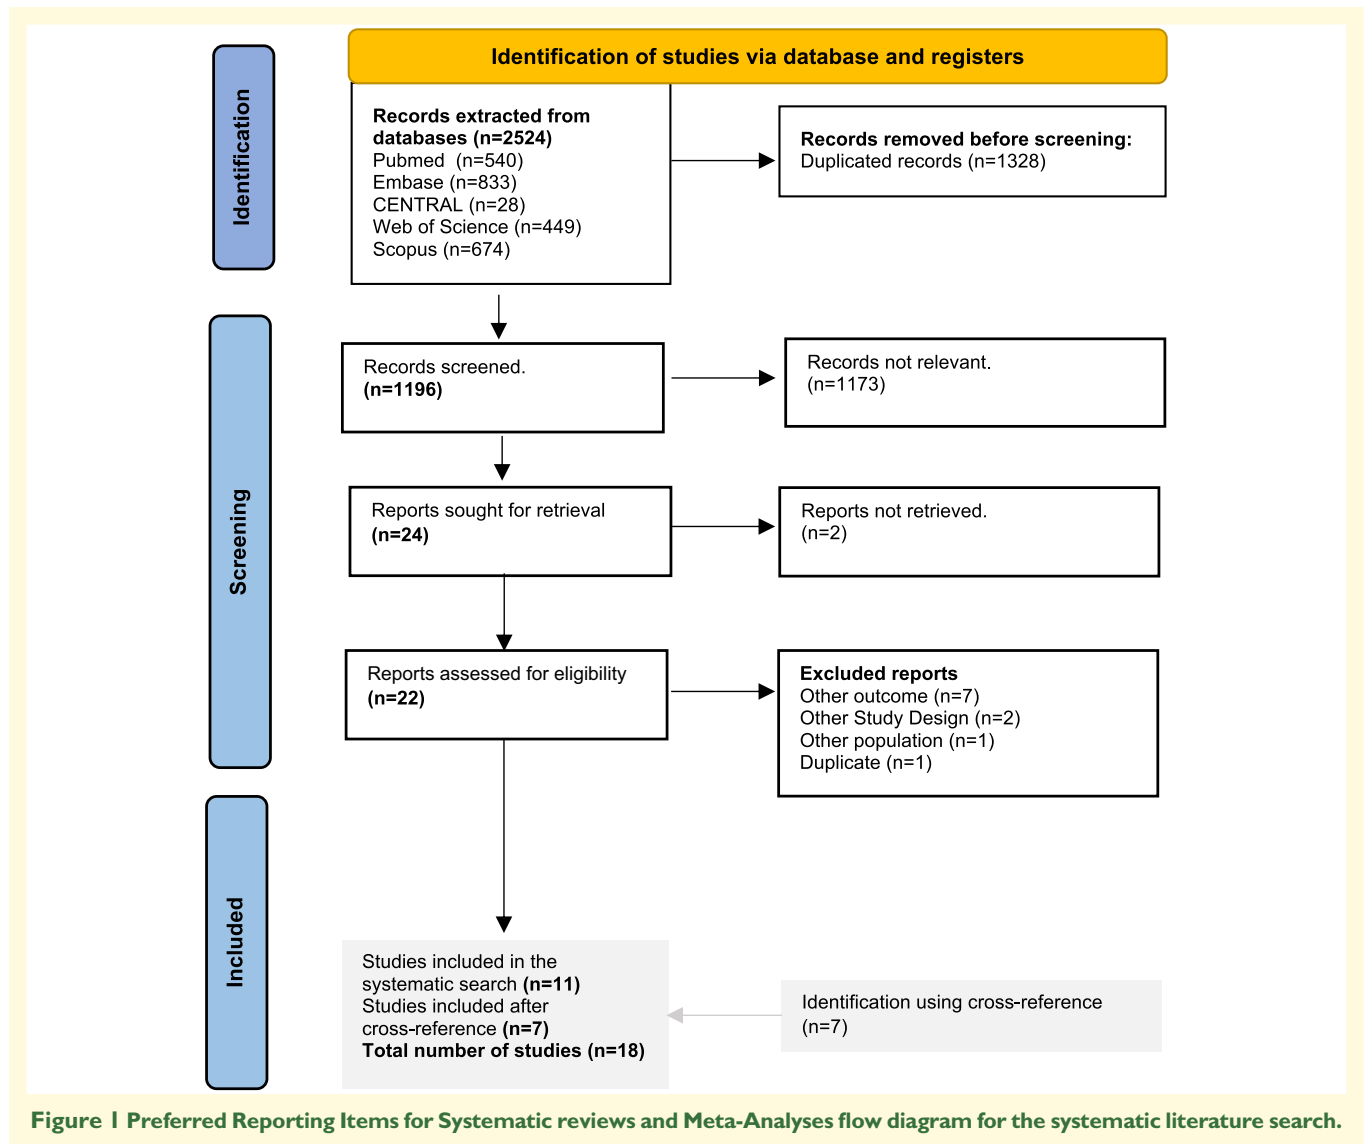 Identification of studies via database and registers
Identification
Records extracted from
databases (n=2524)
Pubmed (n=540)
Embase (n=833)
CENTRAL (n=28)
Web of Science (n=449)
Scopus (n=674)
Records removed before screening:
Duplicated records (n=1328)
Screening
Records screened.
(n=1196)
Records not relevant.
(n=1173)
Reports sought for retrieval
(n=24)
Reports not retrieved.
(n=2)
Reports assessed for eligibility
(n=22)
Excluded reports
Other outcome (n=7)
Other Study Design (n=2)
Other population (n=1)
Duplicate (n=1)
Included
Studies included in the
systematic search (n=11)
Studies included after
cross-reference (n=7)
Total number of studies (n=18)
Identification using cross-reference
(n=7)
Figure 1 Preferred Reporting Items for Systematic reviews and Meta-Analyses flow diagram for the systematic literature search.